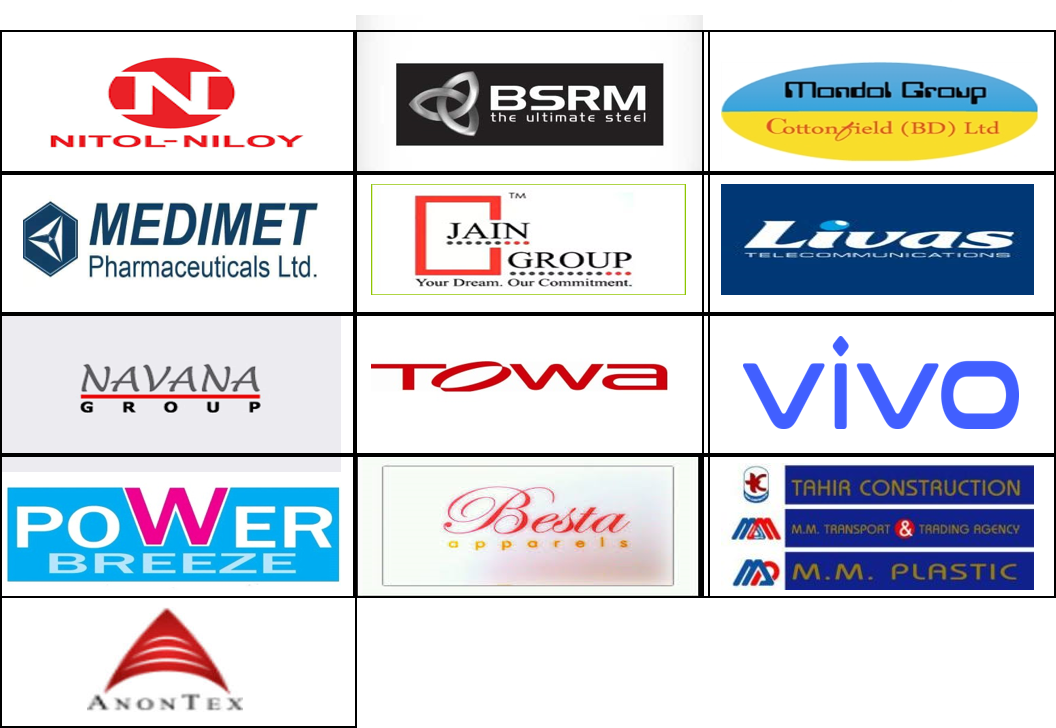 N
NITOL-NILOY
BSRM
the ultimate steel
Mondol Group
Cottonfield (BD) Ltd
MEDIMET
Pharmaceuticals Ltd.
TM
JAIN
GROUP
Your Dream. Our Commitment.
Livas
TELECOMMUNICATIONS
NAVANA
GROUP
TOWA
vivo
POWER
BREEZE
Besta
apparels
TAHIR CONSTRUCTION
M.M. TRANSPORT & TRADING AGENCY
M.M. PLASTIC
ANONTEX